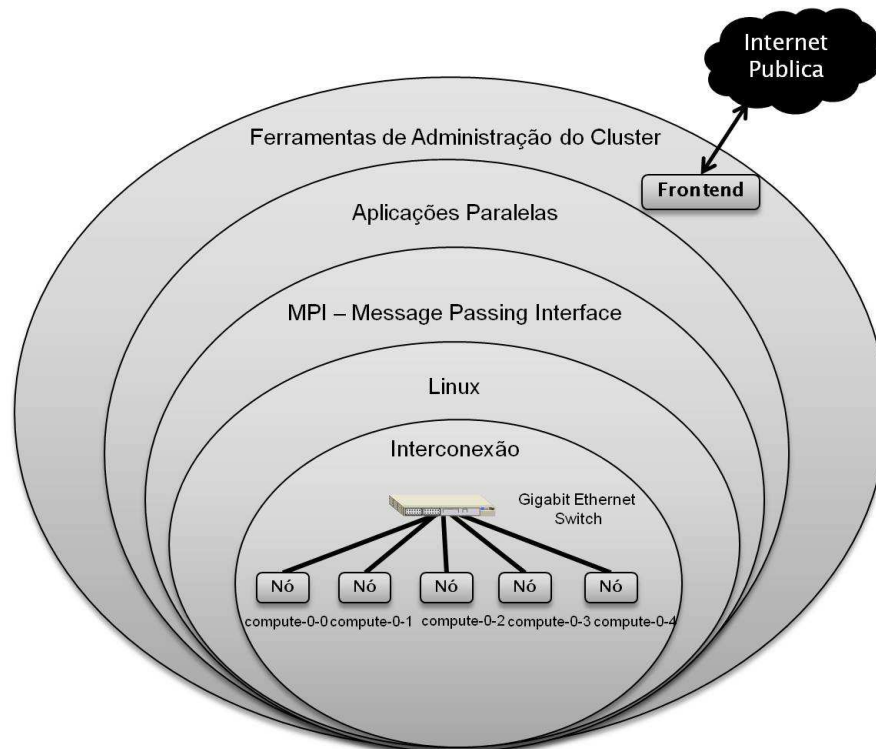 Internet
Publica
Ferramentas de Administração do Cluster
Frontend
Aplicações Paralelas
MPI – Message Passing Interface
Linux
Interconexão
Gigabit Ethernet
Switch
Nó Nó Nó Nó Nó
compute-0-0 compute-0-1 compute-0-2 compute-0-3 compute-0-4